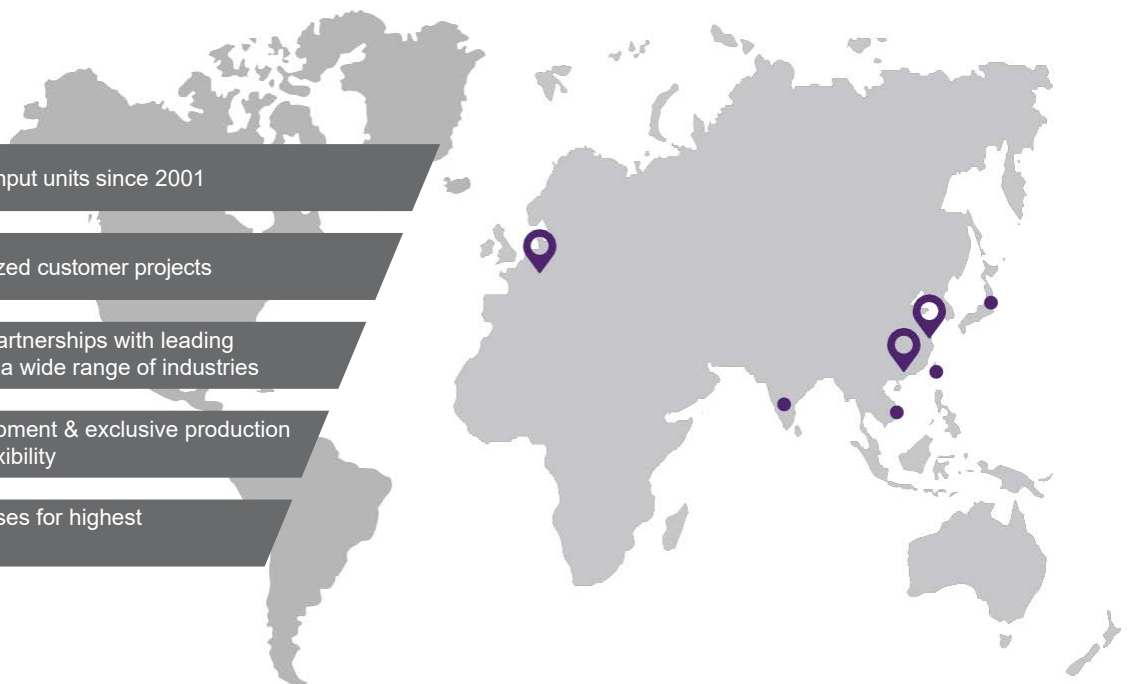 nput units since 2001
zed customer projects
artnerships with leading
a wide range of industries
pment & exclusive production
xibility
ses for highest